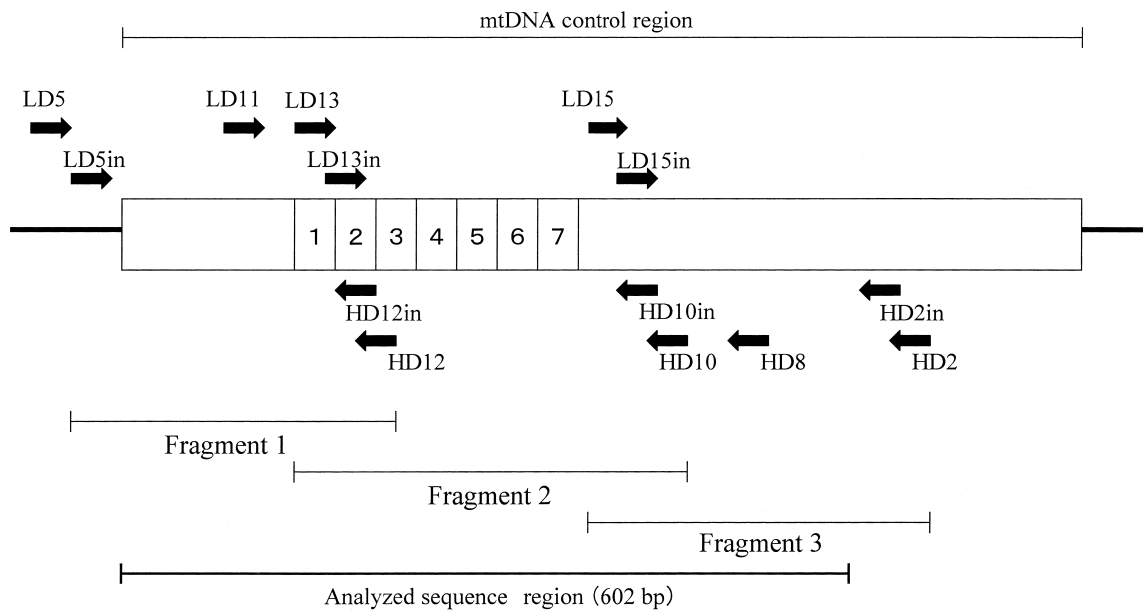 mtDNA control region
LD5
LD11
LD13
LD15
LD5in
LD13in
LD15in
1 2 3 4 5 6 7
HD12in
HD10in
HD2in
HD12
HD10
HD8
HD2
Fragment 1
Fragment 2
Fragment 3
Analyzed sequence region (602 bp)